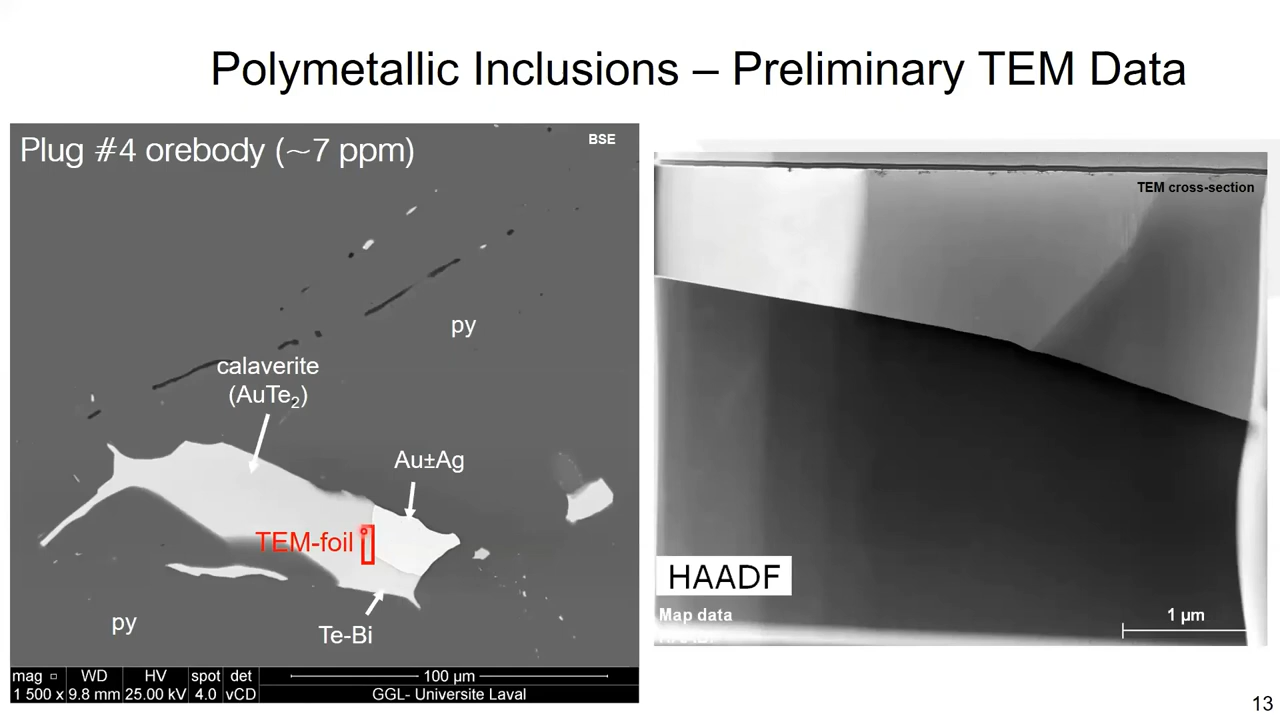 Polymetallic Inclusions – Preliminary TEM Data
Plug #4 orebody (~7 ppm)
BSE
py
calaverite
(AuTe₂)
Au±Ag
TEM-foil
Te-Bi
py
mag □ WD HV spot det 100 µm
1 500 x 9.8 mm 25.00 kV 4.0 vCD GGL- Universite Laval
TEM cross-section
HAADF
Map data
1 µm
13